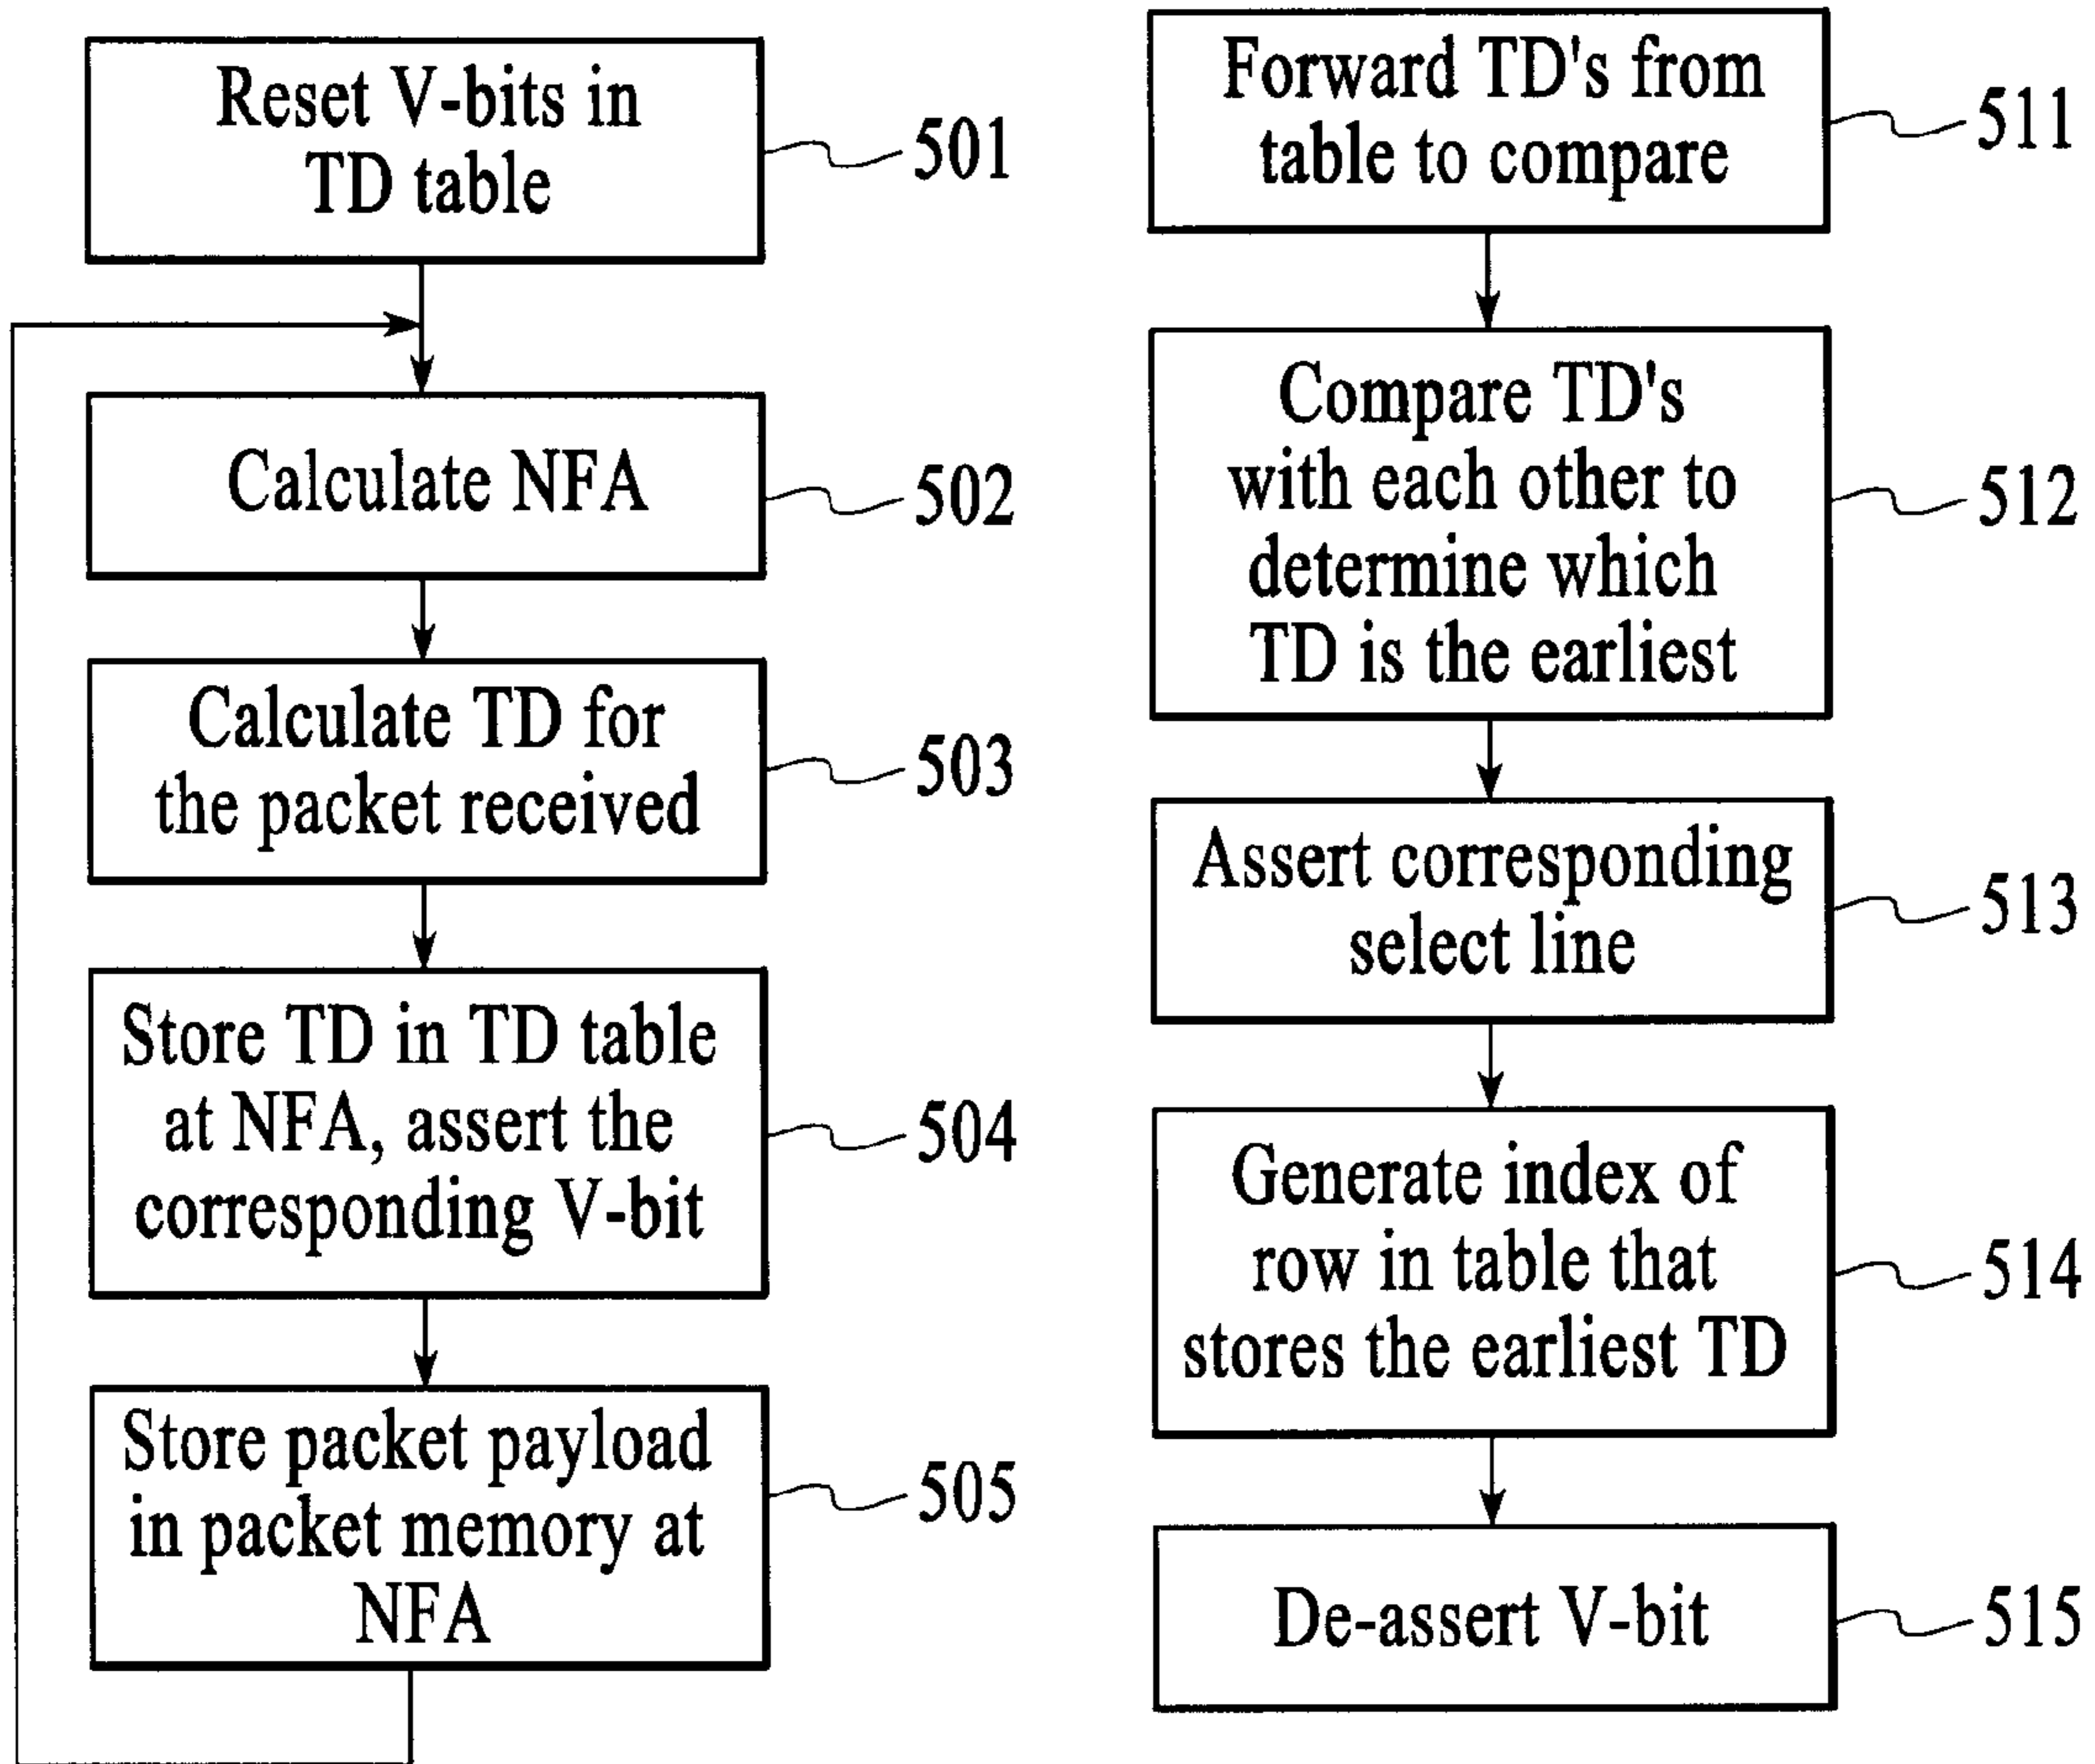 Reset V-bits in
TD table
501
Calculate NFA
502
Calculate TD for
the packet received
503
Store TD in TD table
at NFA, assert the
corresponding V-bit
504
Store packet payload
in packet memory at
NFA
505
Forward TD's from
table to compare
511
Compare TD's
with each other to
determine which
TD is the earliest
512
Assert corresponding
select line
513
Generate index of
row in table that
stores the earliest TD
514
De-assert V-bit
515